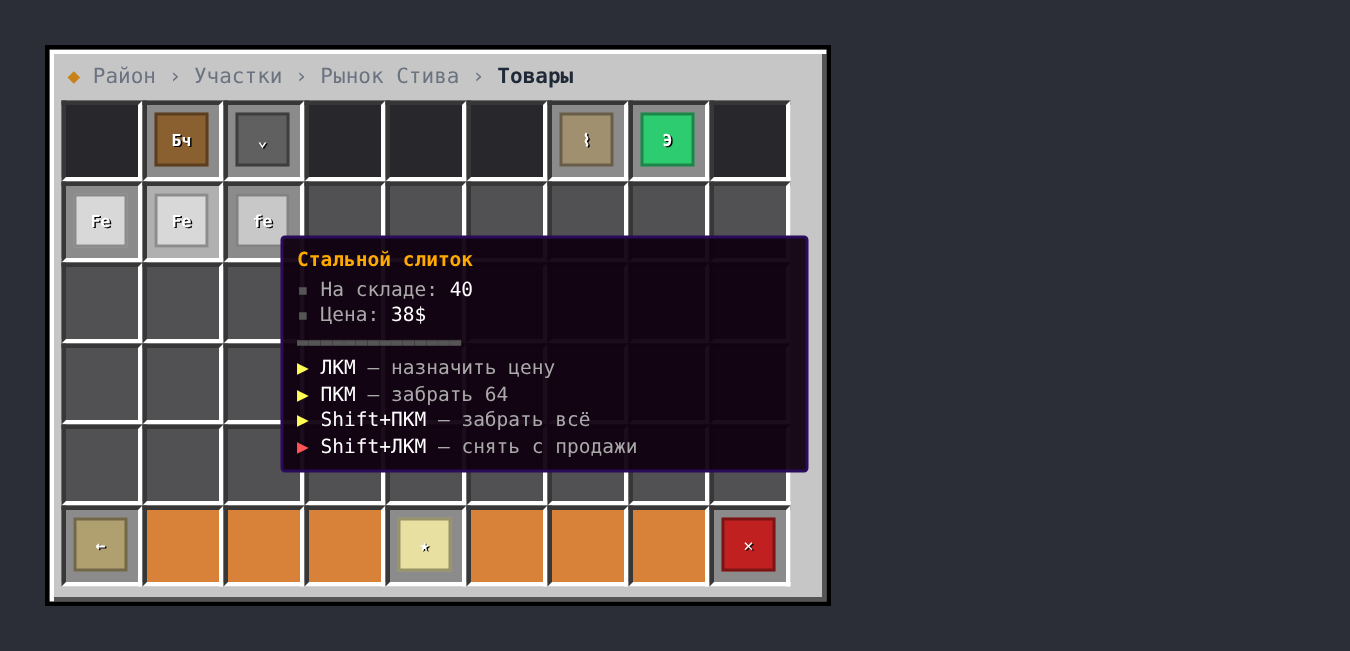 ◆ Район › Участки › Рынок Стива › Товары
Бч ⌄ ⌇ Э
Fe Fe fe
Стальной слиток
▪ На складе: 40
▪ Цена: 38$
▶ ЛКМ — назначить цену
▶ ПКМ — забрать 64
▶ Shift+ПКМ — забрать всё
▶ Shift+ЛКМ — снять с продажи
← ★ ✕